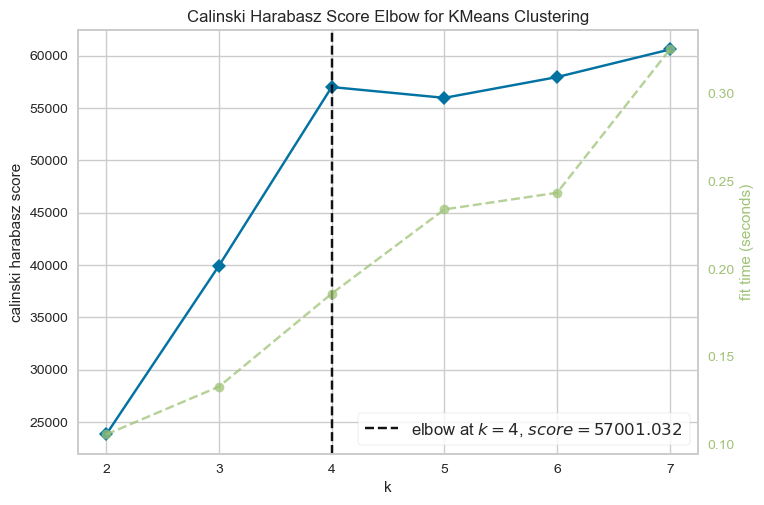 Calinski Harabasz Score Elbow for KMeans Clustering
calinski harabasz score
60000
55000
50000
45000
40000
35000
30000
25000
0.30
0.25
0.20
0.15
0.10
fit time (seconds)
elbow at k = 4, score = 57001.032
2 3 4 5 6 7
k